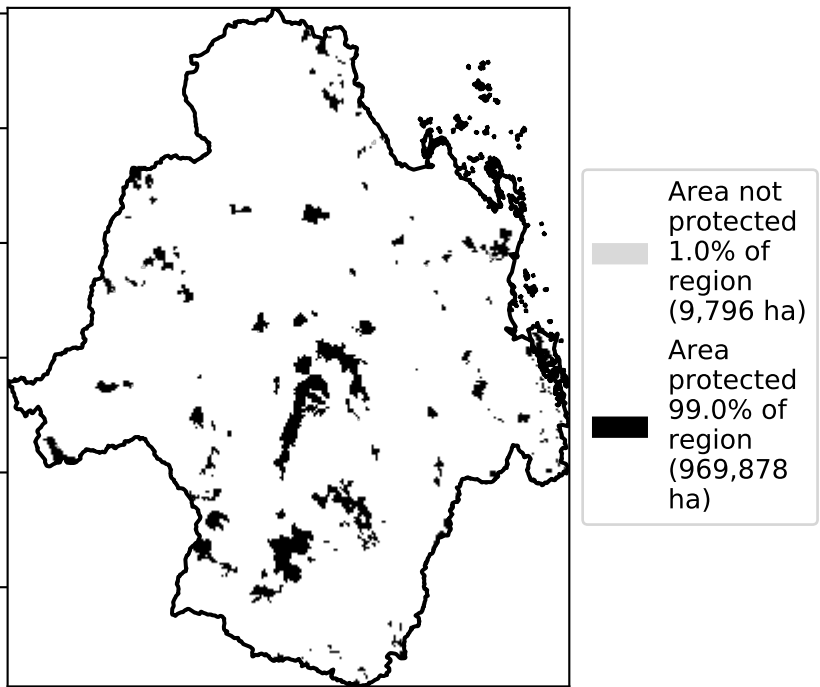 Area not
protected
1.0% of
region
(9,796 ha)
Area
protected
99.0% of
region
(969,878
ha)